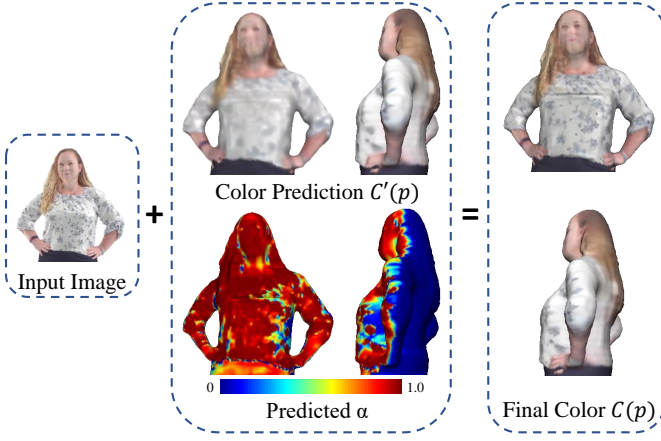 Input Image
+
Color Prediction C′(p)
0
1.0
Predicted α
=
Final Color C(p)